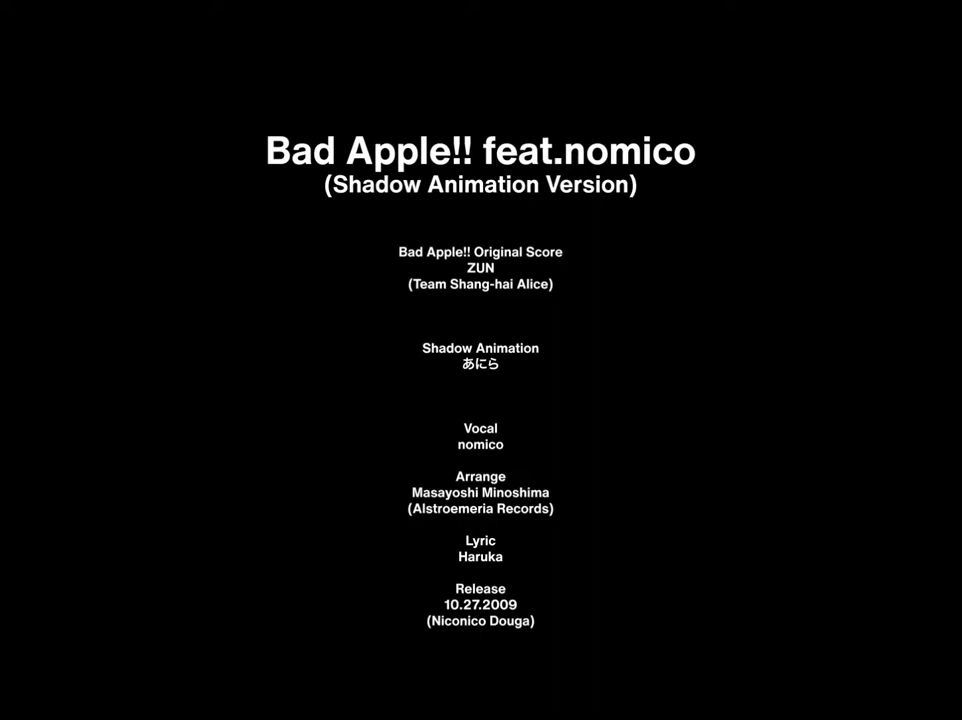 Bad Apple!! feat.nomico
(Shadow Animation Version)
Bad Apple!! Original Score
ZUN
(Team Shang-hai Alice)
Shadow Animation
あにら
Vocal
nomico
Arrange
Masayoshi Minoshima
(Alstroemeria Records)
Lyric
Haruka
Release
10.27.2009
(Niconico Douga)